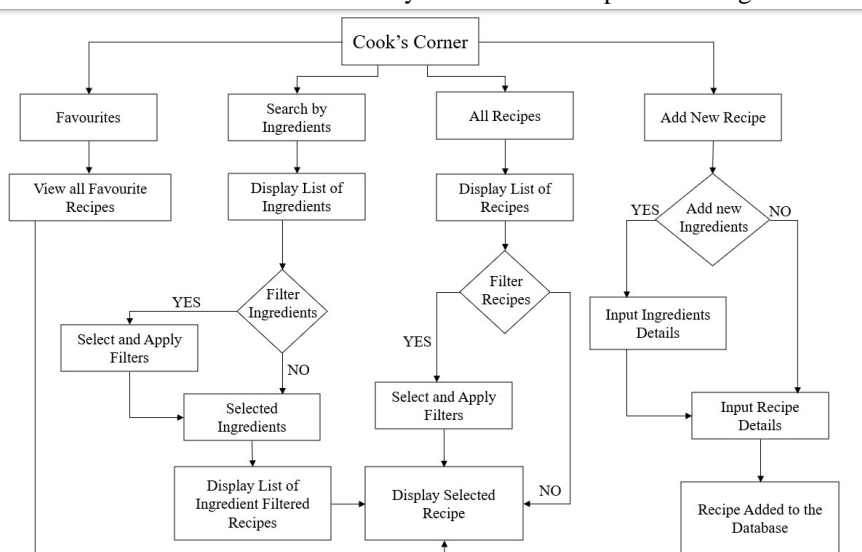 Cook's Corner
Favourites
Search by
Ingredients
All Recipes
Add New Recipe
View all Favourite
Recipes
Display List of
Ingredients
Display List of
Recipes
Add new
Ingredients
YES
NO
Filter
Ingredients
YES
NO
Filter
Recipes
YES
NO
Select and Apply
Filters
Input Ingredients
Details
Selected
Ingredients
Select and Apply
Filters
Input Recipe
Details
Display List of
Ingredient Filtered
Recipes
Display Selected
Recipe
Recipe Added to the
Database